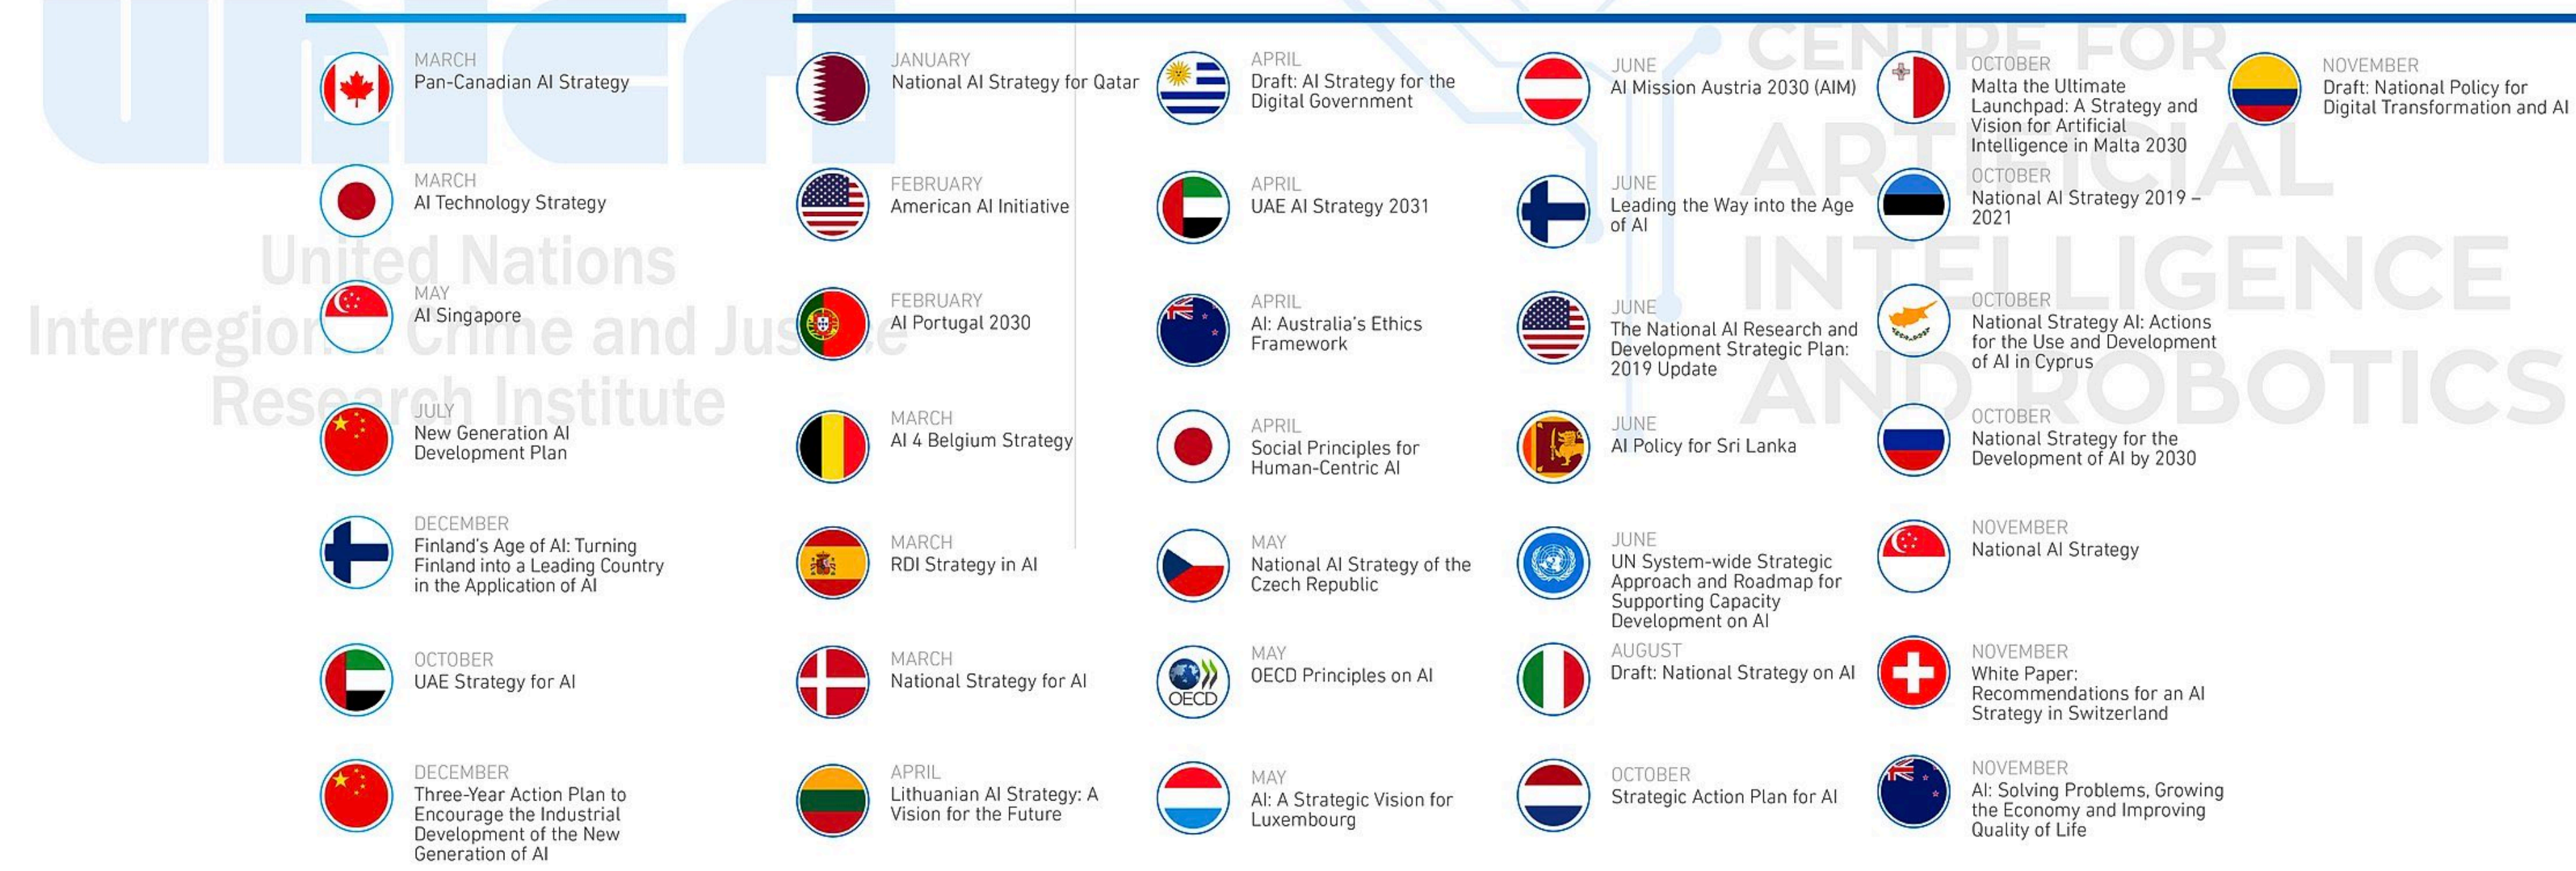 unicri
United Nations
Interregional Crime and Justice
Research Institute
CENTRE FOR
ARTIFICIAL
INTELLIGENCE
AND ROBOTICS
MARCH
Pan-Canadian AI Strategy
MARCH
AI Technology Strategy
MAY
AI Singapore
JULY
New Generation AI
Development Plan
DECEMBER
Finland's Age of AI: Turning
Finland into a Leading Country
in the Application of AI
OCTOBER
UAE Strategy for AI
DECEMBER
Three-Year Action Plan to
Encourage the Industrial
Development of the New
Generation of AI
JANUARY
National AI Strategy for Qatar
FEBRUARY
American AI Initiative
FEBRUARY
AI Portugal 2030
MARCH
AI 4 Belgium Strategy
MARCH
RDI Strategy in AI
MARCH
National Strategy for AI
APRIL
Lithuanian AI Strategy: A
Vision for the Future
APRIL
Draft: AI Strategy for the
Digital Government
APRIL
UAE AI Strategy 2031
APRIL
AI: Australia's Ethics
Framework
APRIL
Social Principles for
Human-Centric AI
MAY
National AI Strategy of the
Czech Republic
OECD
MAY
OECD Principles on AI
MAY
AI: A Strategic Vision for
Luxembourg
JUNE
AI Mission Austria 2030 (AIM)
JUNE
Leading the Way into the Age
of AI
JUNE
The National AI Research and
Development Strategic Plan:
2019 Update
JUNE
AI Policy for Sri Lanka
JUNE
UN System-wide Strategic
Approach and Roadmap for
Supporting Capacity
Development on AI
AUGUST
Draft: National Strategy on AI
OCTOBER
Strategic Action Plan for AI
OCTOBER
Malta the Ultimate
Launchpad: A Strategy and
Vision for Artificial
Intelligence in Malta 2030
OCTOBER
National AI Strategy 2019 –
2021
OCTOBER
National Strategy AI: Actions
for the Use and Development
of AI in Cyprus
OCTOBER
National Strategy for the
Development of AI by 2030
NOVEMBER
National AI Strategy
NOVEMBER
White Paper:
Recommendations for an AI
Strategy in Switzerland
NOVEMBER
AI: Solving Problems, Growing
the Economy and Improving
Quality of Life
NOVEMBER
Draft: National Policy for
Digital Transformation and AI